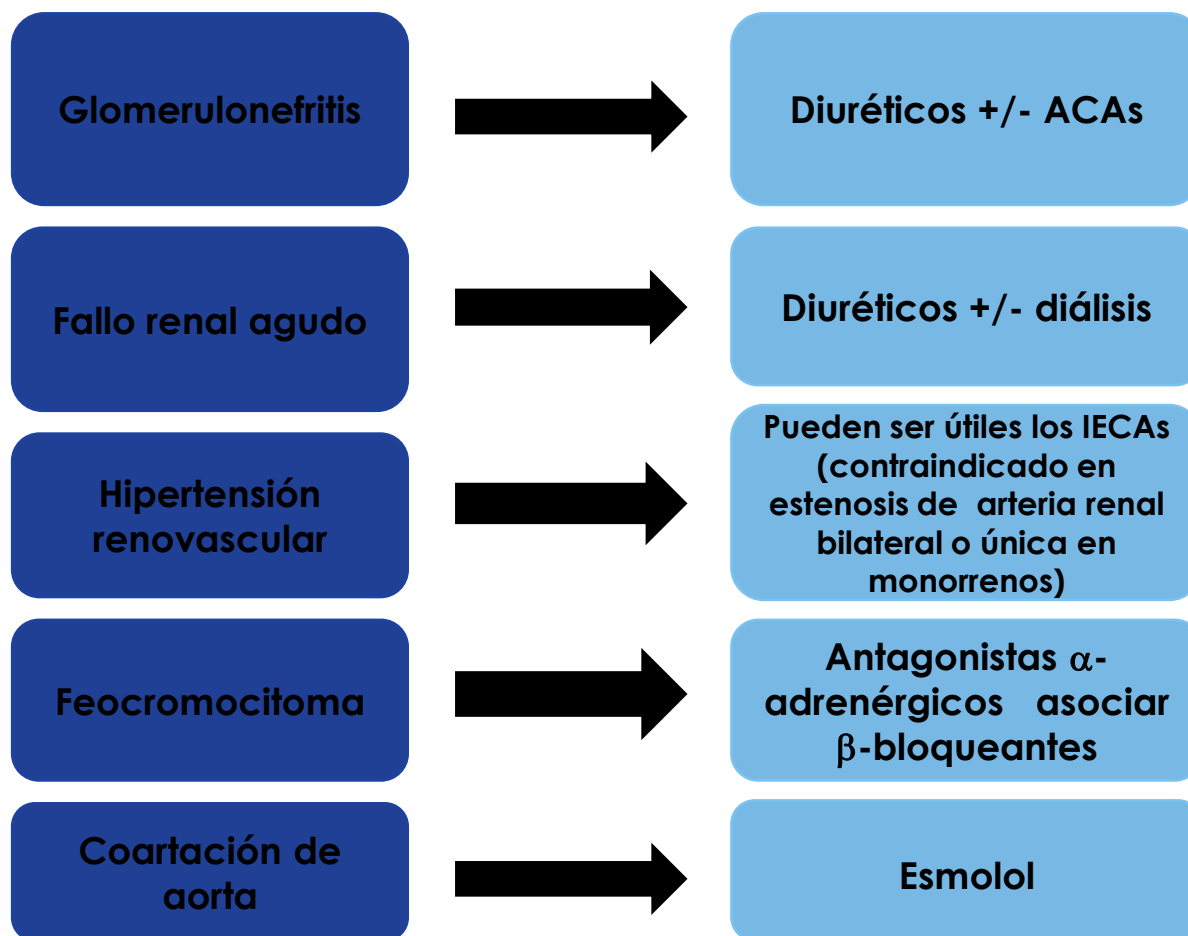 Glomerulonefritis
Diuréticos +/- ACAs
Fallo renal agudo
Diuréticos +/- diálisis
Hipertensión
renovascular
Pueden ser útiles los IECAs
(contraindicado en
estenosis de arteria renal
bilateral o única en
monorrenos)
Feocromocitoma
Antagonistas α-
adrenérgicos asociar
β-bloqueantes
Coartación de
aorta
Esmolol